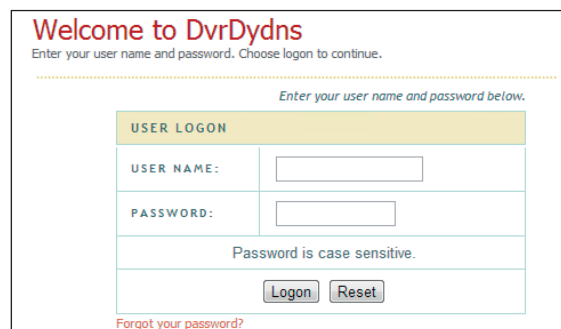 Welcome to DvrDydns
Enter your user name and password. Choose logon to continue.
Enter your user name and password below.
USER LOGON
USER NAME:
PASSWORD:
Password is case sensitive.
Logon Reset
Forgot your password?